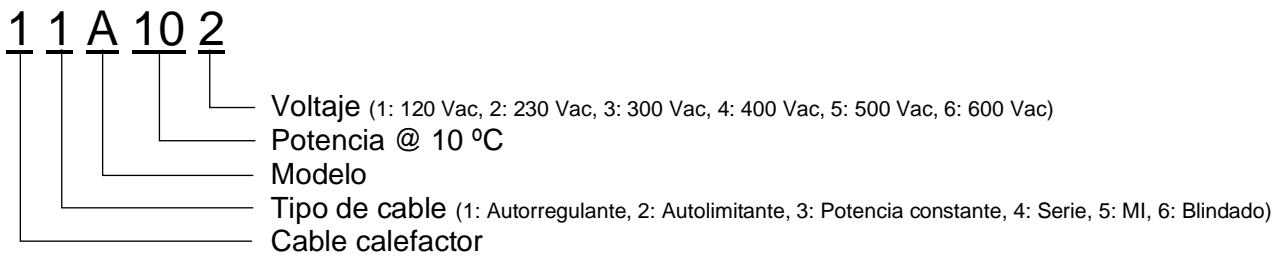 1 1 A 10 2
Voltaje (1: 120 Vac, 2: 230 Vac, 3: 300 Vac, 4: 400 Vac, 5: 500 Vac, 6: 600 Vac)
Potencia @ 10 ºC
Modelo
Tipo de cable (1: Autorregulante, 2: Autolimitante, 3: Potencia constante, 4: Serie, 5: MI, 6: Blindado)
Cable calefactor